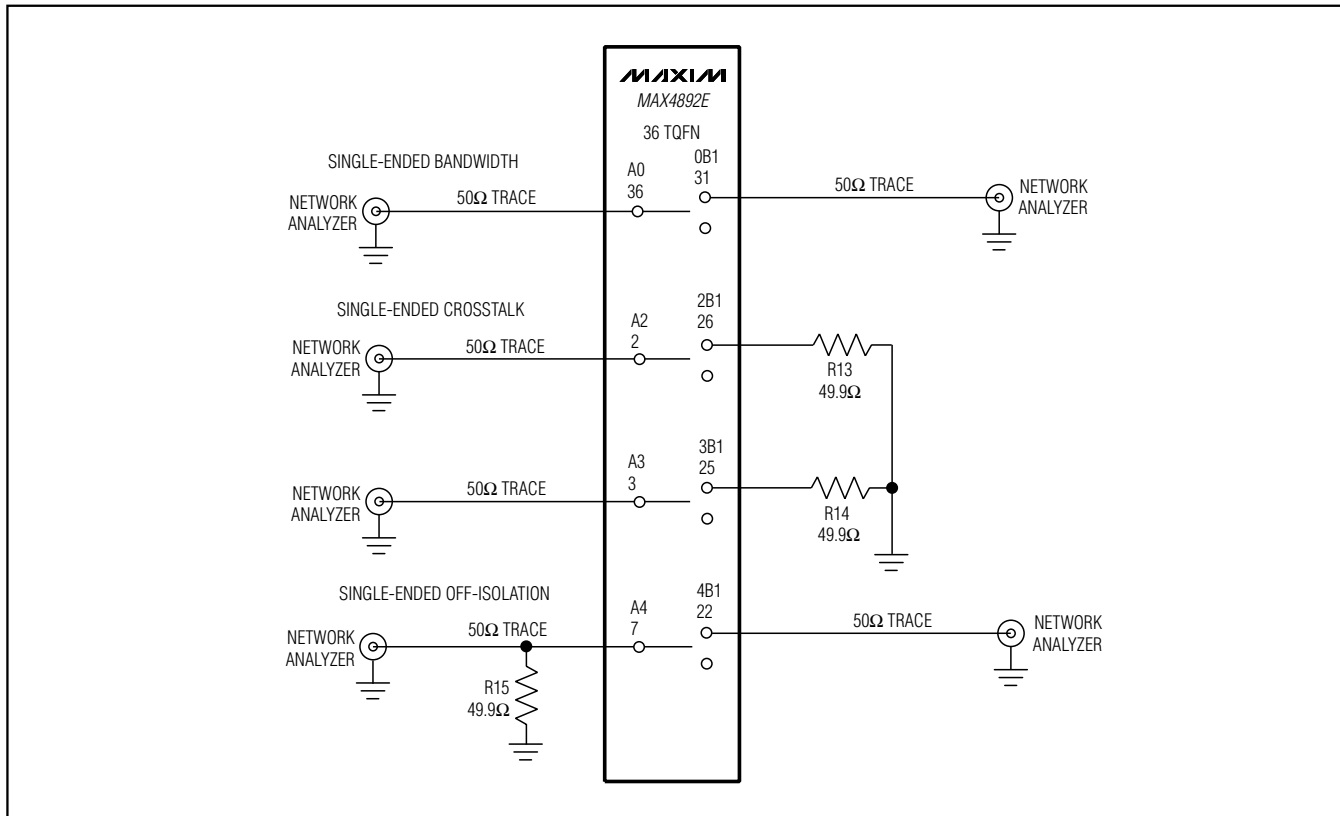 MAXIM
MAX4892E
36 TQFN
SINGLE-ENDED BANDWIDTH
NETWORK
ANALYZER
50Ω TRACE
A0
36
0B1
31
50Ω TRACE
NETWORK
ANALYZER
SINGLE-ENDED CROSSTALK
NETWORK
ANALYZER
50Ω TRACE
A2
2
2B1
26
R13
49.9Ω
NETWORK
ANALYZER
50Ω TRACE
A3
3
3B1
25
R14
49.9Ω
SINGLE-ENDED OFF-ISOLATION
NETWORK
ANALYZER
50Ω TRACE
R15
49.9Ω
A4
7
4B1
22
50Ω TRACE
NETWORK
ANALYZER